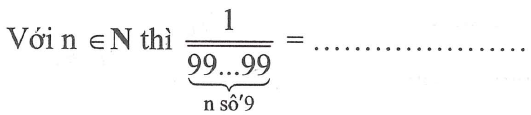 Với n ∈ N thì 1 / 99...99 = ......................
n số 9